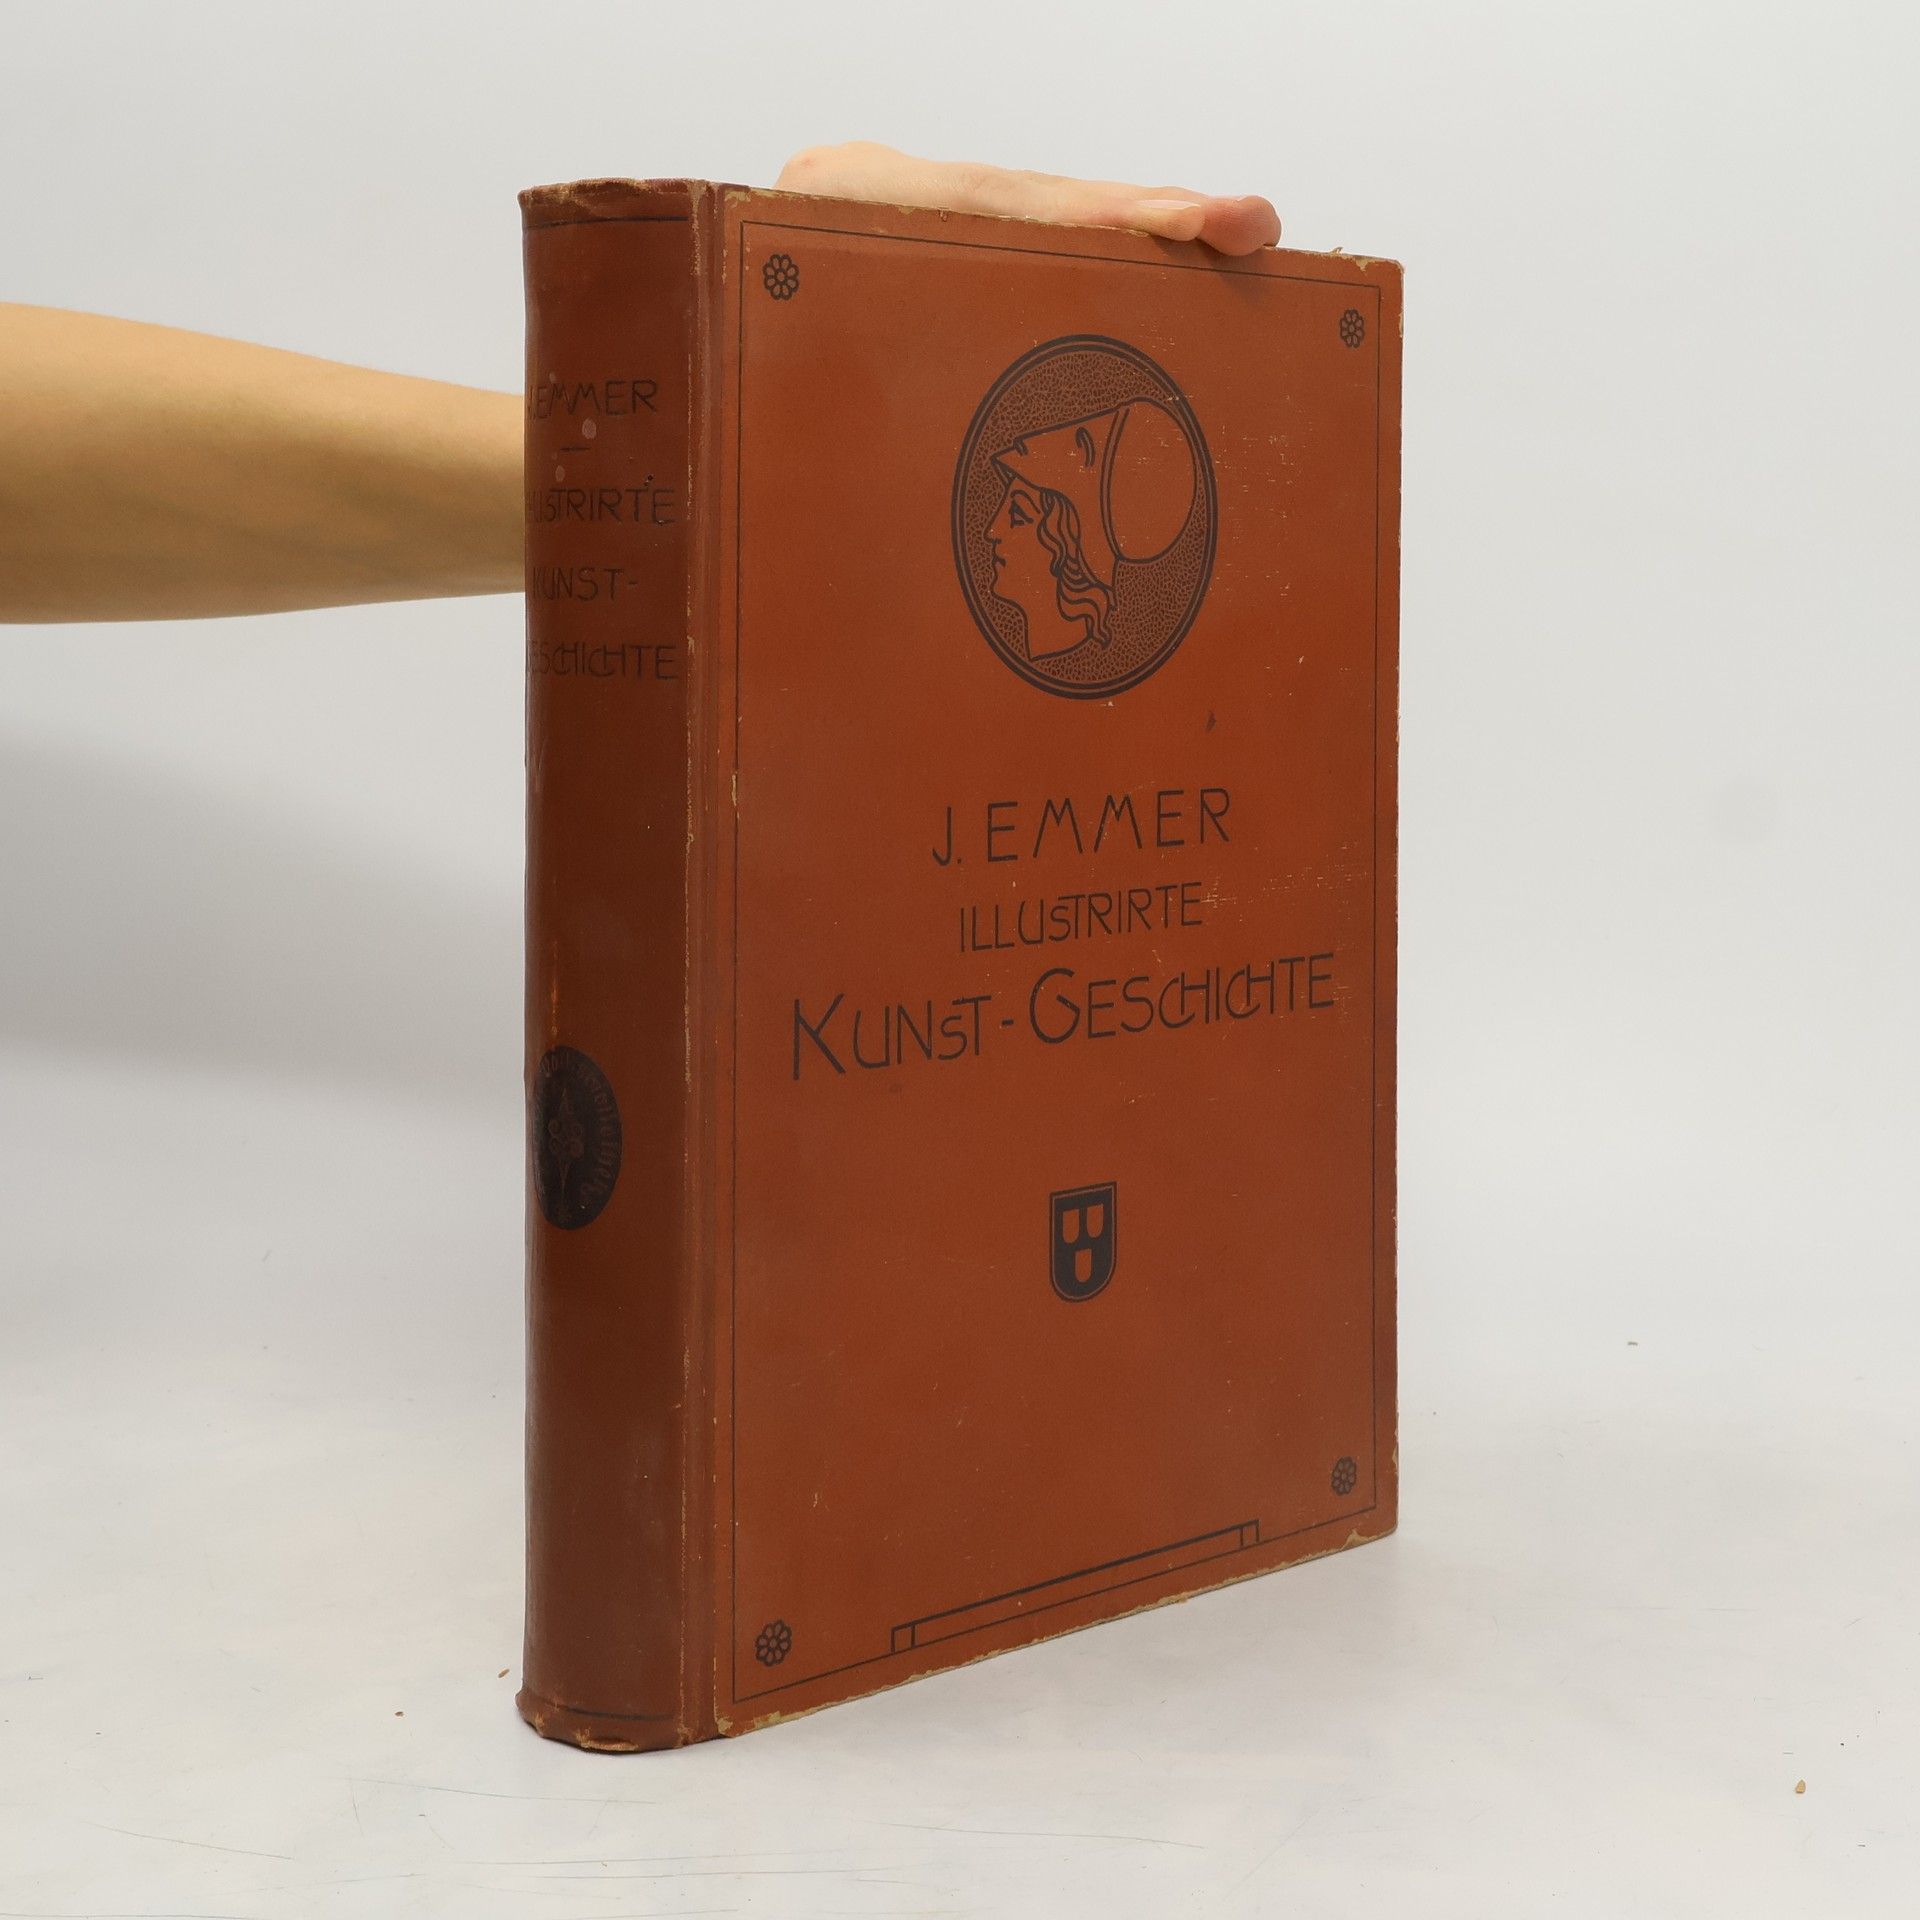 J. EMMER
ILLUSTRIRTE
KUNST-
GESCHICHTE
J. EMMER
ILLUSTRIRTE
KUNST-GESCHICHTE